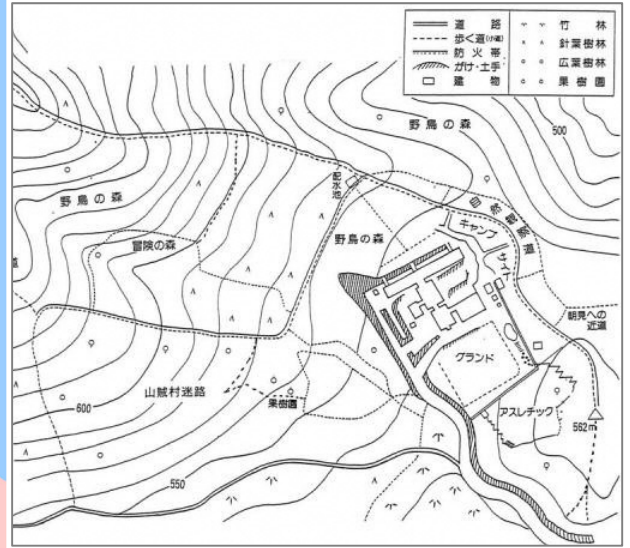 道路
歩く道(小道)
防火帯
がけ・土手
建物
竹林
針葉樹林
広葉樹林
果樹園
野鳥の森
500
配水池
野鳥の森
自然観察路
キャンプ
サイト
野鳥の森
冒険の森
道
朝見への
近道
グランド
山賊村迷路
果樹園
アスレチック
600
562m
550